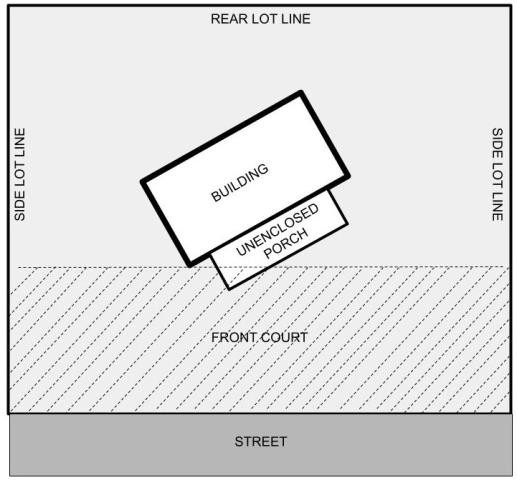 REAR LOT LINE
SIDE LOT LINE
SIDE LOT LINE
BUILDING
UNENCLOSED
PORCH
FRONT COURT
STREET